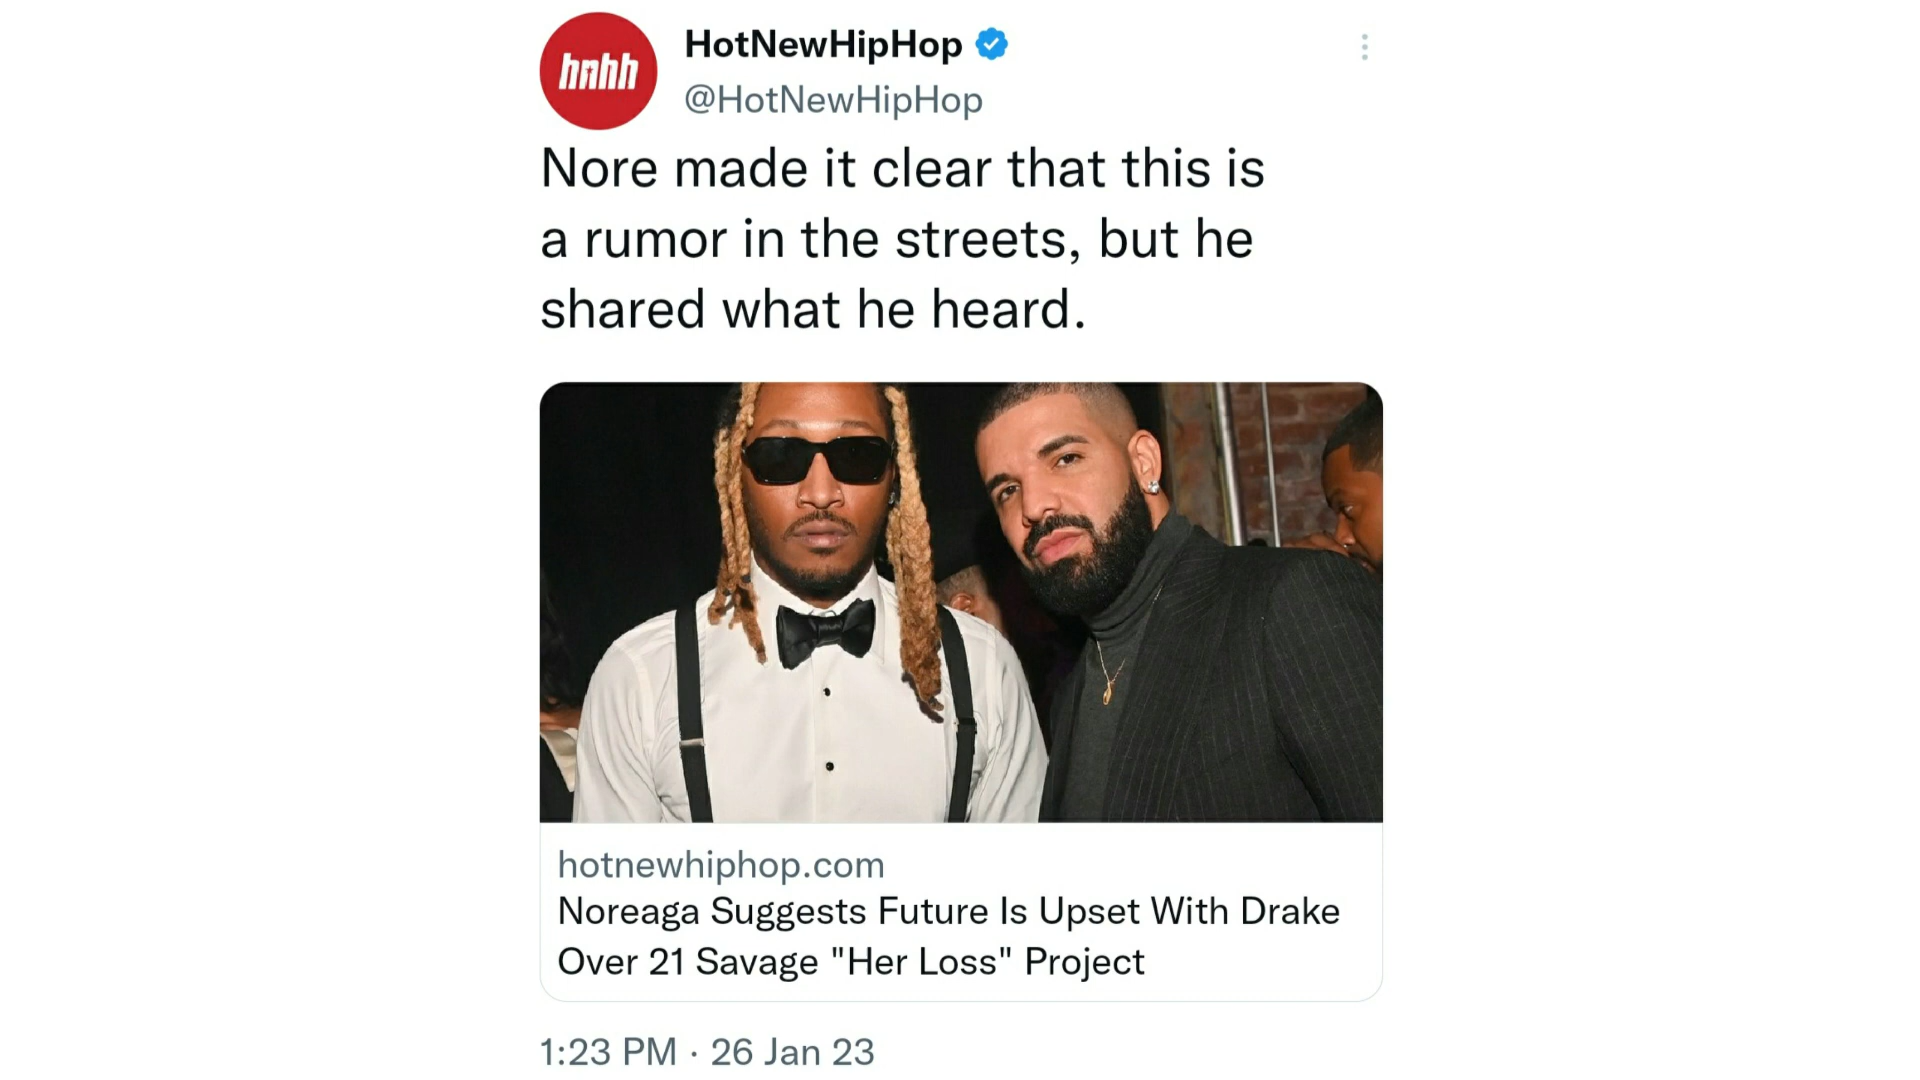 hnhh
HotNewHipHop
@HotNewHipHop
Nore made it clear that this is
a rumor in the streets, but he
shared what he heard.
hotnewhiphop.com
Noreaga Suggests Future Is Upset With Drake
Over 21 Savage "Her Loss" Project
1:23 PM · 26 Jan 23